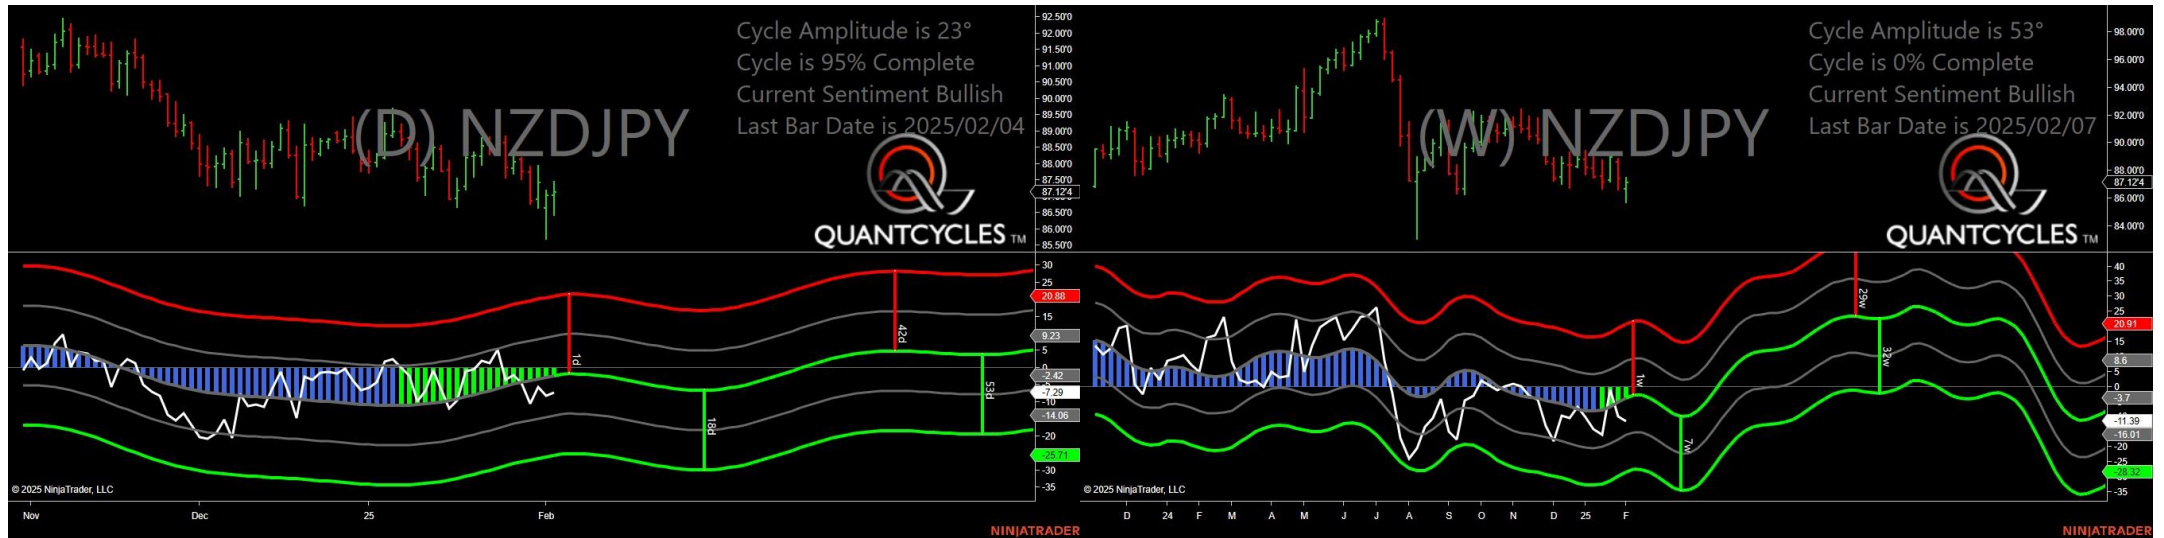 Cycle Amplitude is 23°
Cycle is 95% Complete
Current Sentiment Bullish
Last Bar Date is 2025/02/04
(D) NZDJPY
QUANTCYCLES TM
92.50'0
92.00'0
91.50'0
91.00'0
90.50'0
90.00'0
89.50'0
89.00'0
88.50'0
88.00'0
87.50'0
87.12'4
86.50'0
86.00'0
85.50'0
30
25
20.88
15
9.23
5
0
-2.42
-7.29
-10
-14.06
-20
-25.71
-30
-35
1d
18d
42d
53d
© 2025 NinjaTrader, LLC
Nov Dec 25 Feb
NINJATRADER
Cycle Amplitude is 53°
Cycle is 0% Complete
Current Sentiment Bullish
Last Bar Date is 2025/02/07
(W) NZDJPY
QUANTCYCLES TM
98.00'0
96.00'0
94.00'0
92.00'0
90.00'0
88.00'0
87.12'4
86.00'0
84.00'0
40
35
30
25
20.91
15
8.6
5
0
-3.7
-11.39
-16.01
-20
-25
-28.32
-35
1w
7w
29w
32w
© 2025 NinjaTrader, LLC
D 24 F M A M J J A S O N D 25 F
NINJATRADER